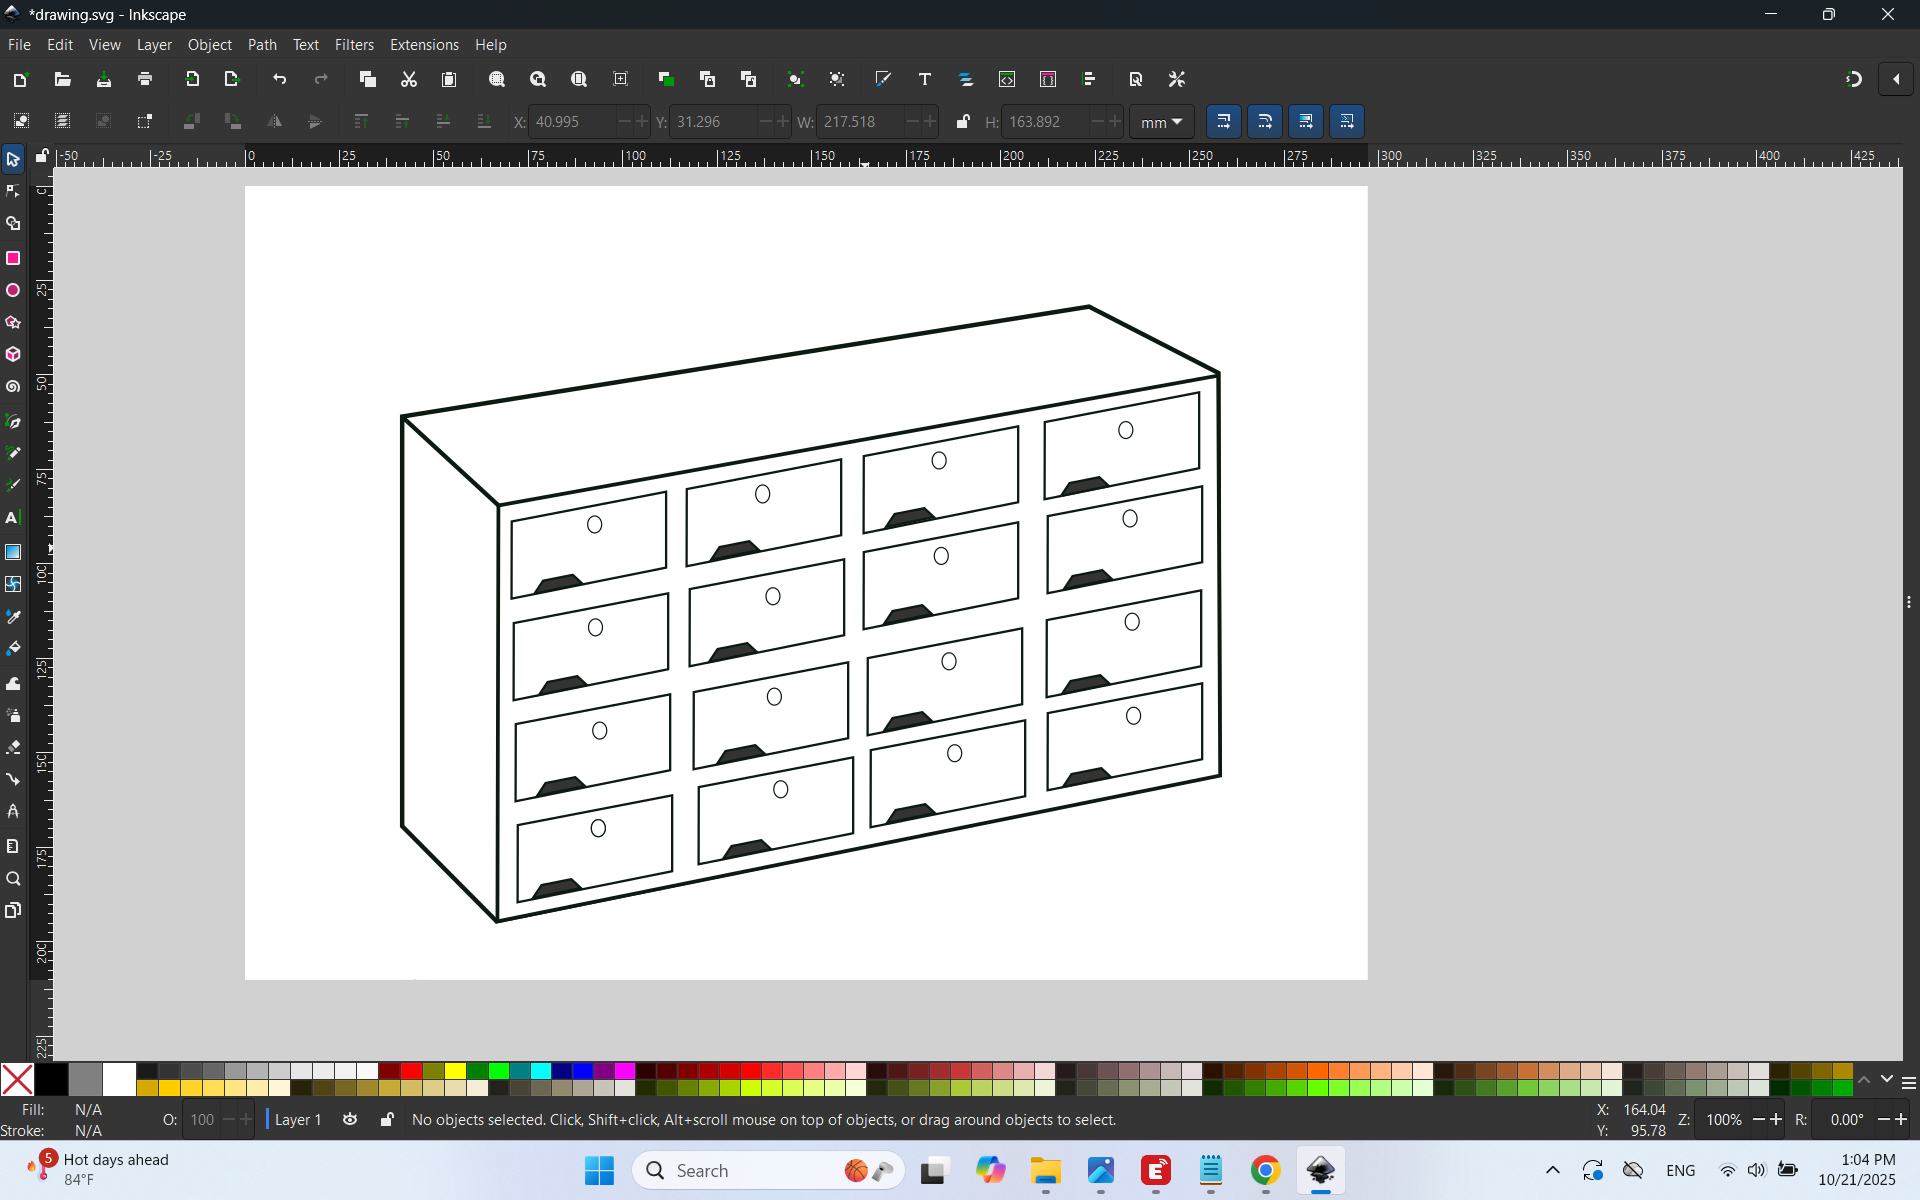 *drawing.svg - Inkscape
File Edit View Layer Object Path Text Filters Extensions Help
X: 40.995 Y: 31.296 W: 217.518 H: 163.892 mm
-50 -25 0 25 50 75 100 125 150 175 200 225 250 275 300 325 350 375 400 425
0
25
50
75
100
125
150
175
200
225
Fill: N/A
Stroke: N/A
O: 100
Layer 1
No objects selected. Click, Shift+click, Alt+scroll mouse on top of objects, or drag around objects to select.
X: 164.04
Y: 95.78
Z: 100%
R: 0.00°
5
Hot days ahead
84°F
Search
ENG
1:04 PM
10/21/2025